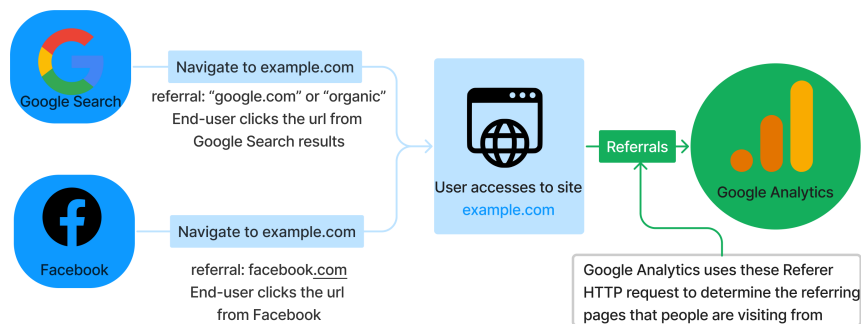 Google Search
Navigate to example.com
referral: “google.com” or “organic”
End-user clicks the url from
Google Search results
Facebook
Navigate to example.com
referral: facebook.com
End-user clicks the url
from Facebook
User accesses to site
example.com
Referrals
Google Analytics
Google Analytics uses these Referer
HTTP request to determine the referring
pages that people are visiting from